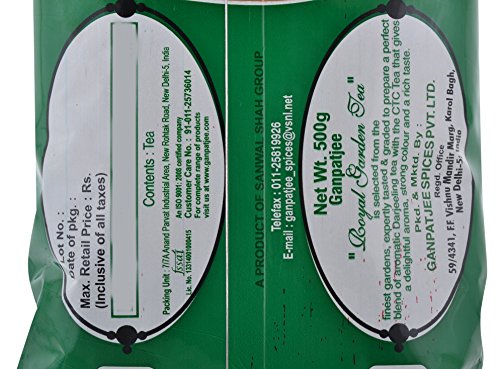 Lot No. :
Date of pkg. :
Max. Retail Price : Rs.
(Inclusive of all taxes)
Contents : Tea
Packing Unit : 77/A Anand Parvat Industrial Area, New Rohtak Road, New Delhi-5, India
An ISO 9001: 2008 certified company
Customer Care No.: 91-011-25736014
For complete range of products
visit us at www.ganpatjee.com
fssai
Lic. No. 13314001000415
A PRODUCT OF SANWAL SHAH GROUP
Telefax : 011-25819926
E-mail : ganpatjee_spices@vsnl.net
Net Wt. 500g
Ganpatjee
"Royal Garden Tea"
is selected from the
finest gardens, expertly tasted & graded to prepare a perfect
blend of aromatic Darjeeling Tea with the CTC Tea that gives
a delightful aroma, strong colour and a rich taste.
Pkd. & Mktd. By
GANPATJEE SPICES PVT. LTD.
Regd. Office
59/4341, F.F. Vishnu Mandir Marg, Karol Bagh,
New Delhi-5, India